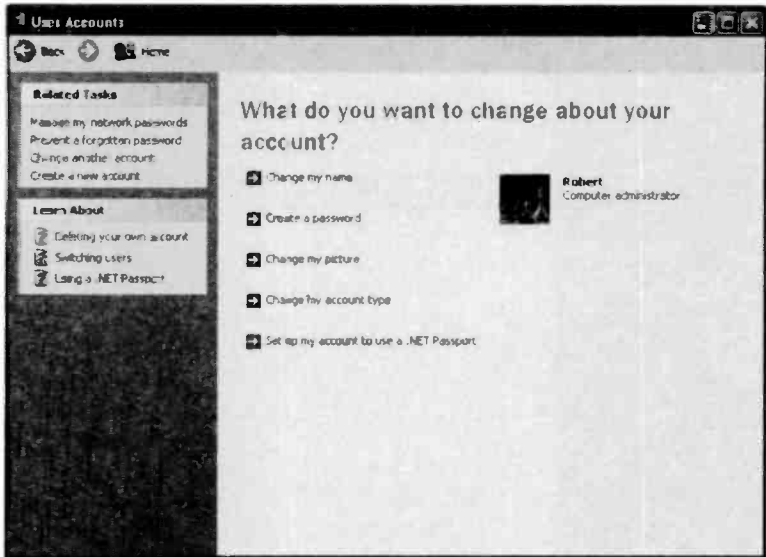 User Accounts
Back Home
Related Tasks
Manage my network passwords
Prevent a forgotten password
Change another account
Create a new account
Learn About
Deleting your own account
Switching users
Using a .NET Passport
What do you want to change about your
account?
Change my name
Create a password
Change my picture
Change my account type
Set up my account to use a .NET Passport
Robert
Computer administrator